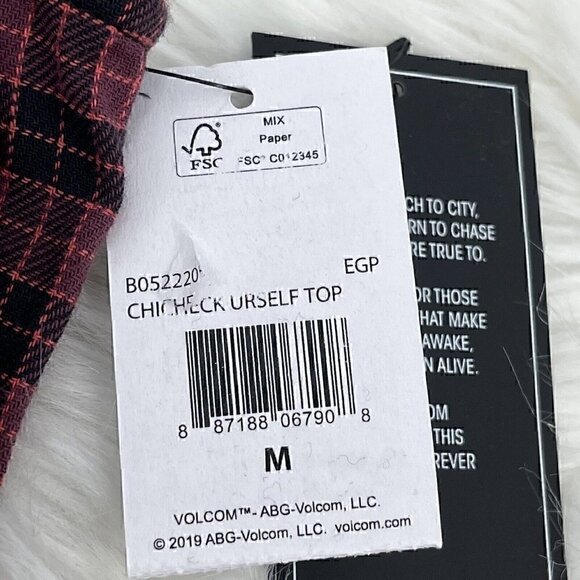 MIX
Paper
FSC
FSC® C012345
B052220
EGP
CHICHECK URSELF TOP
8 87188 06790 8
M
VOLCOM™- ABG-Volcom, LLC.
© 2019 ABG-Volcom, LLC. volcom.com
CH TO CITY,
RN TO CHASE
RE TRUE TO.
OR THOSE
HAT MAKE
AWAKE,
N ALIVE.
OM
THIS
REVER